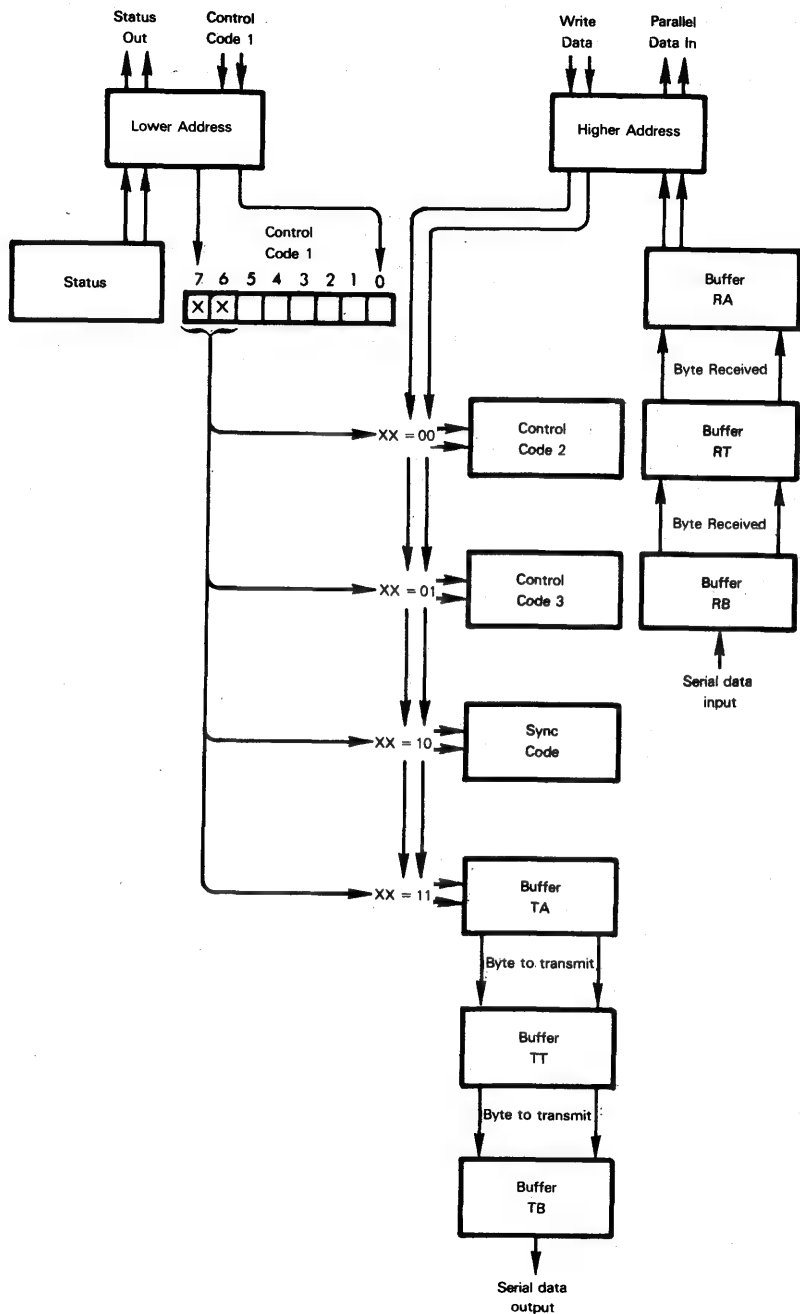 Status
Out
Control
Code 1
Write
Data
Parallel
Data In
Lower Address
Higher Address
Status
Control
Code 1
7 6 5 4 3 2 1 0
X X
Buffer
RA
Byte Received
XX = 00
Control
Code 2
Buffer
RT
Byte Received
XX = 01
Control
Code 3
Buffer
RB
Serial data
input
XX = 10
Sync
Code
XX = 11
Buffer
TA
Byte to transmit
Buffer
TT
Byte to transmit
Buffer
TB
Serial data
output